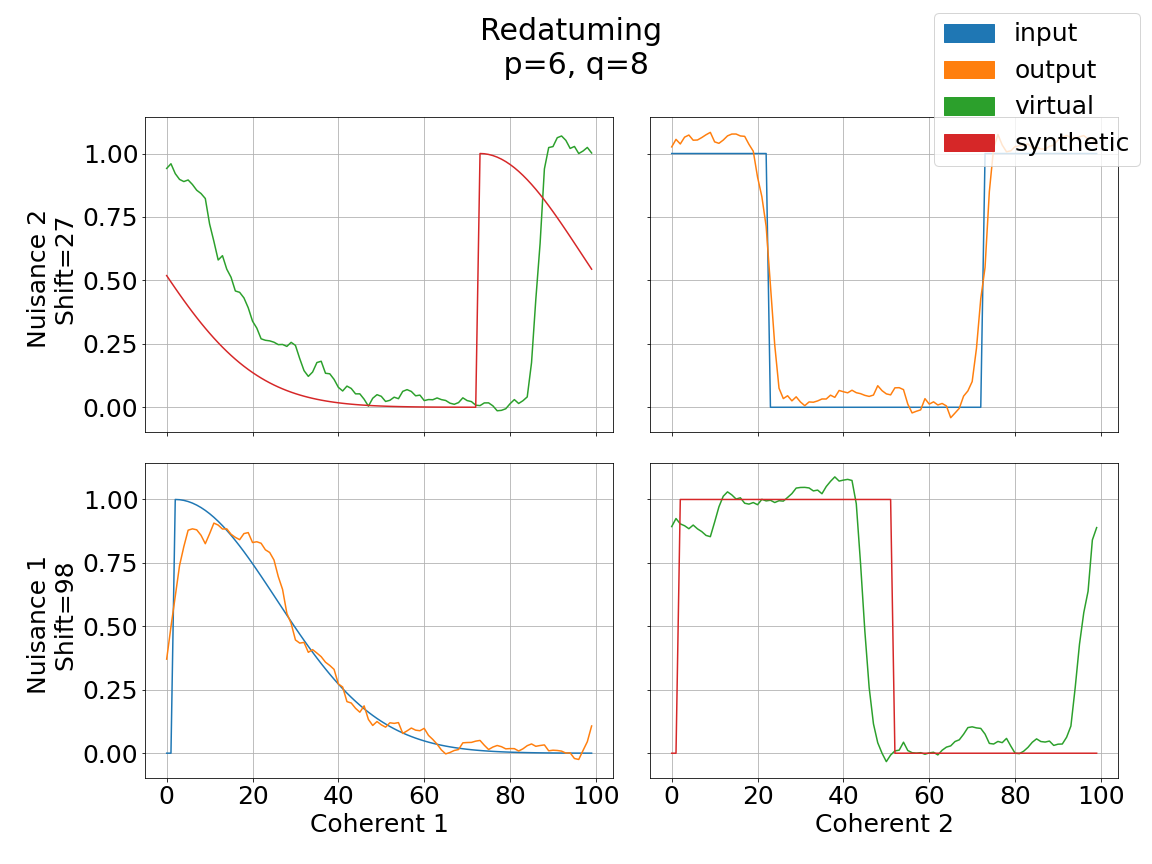 Redatuming
p=6, q=8
input
output
virtual
synthetic
Nuisance 2
Shift=27
1.00
0.75
0.50
0.25
0.00
Nuisance 1
Shift=98
1.00
0.75
0.50
0.25
0.00
0 20 40 60 80 100
Coherent 1
0 20 40 60 80 100
Coherent 2